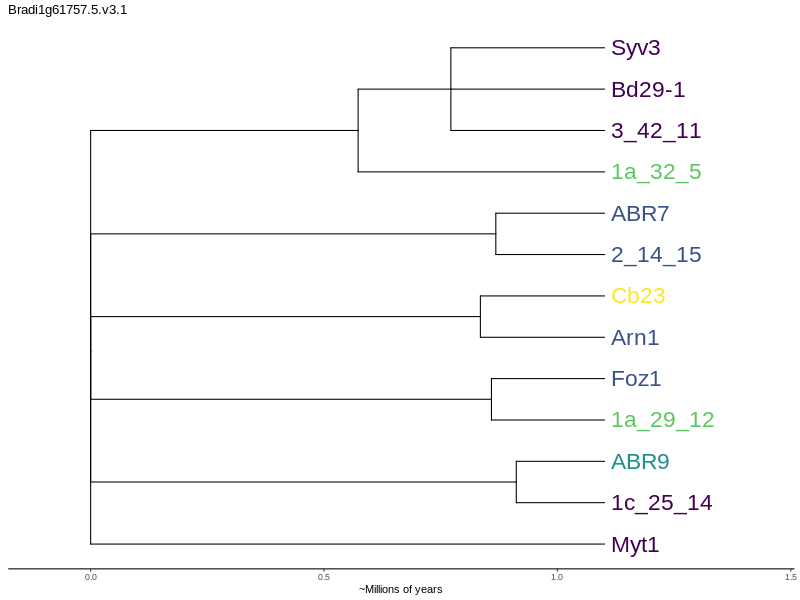 Bradi1g61757.5.v3.1
Syv3
Bd29-1
3_42_11
1a_32_5
ABR7
2_14_15
Cb23
Arn1
Foz1
1a_29_12
ABR9
1c_25_14
Myt1
0.0 0.5 1.0 1.5
~Millions of years